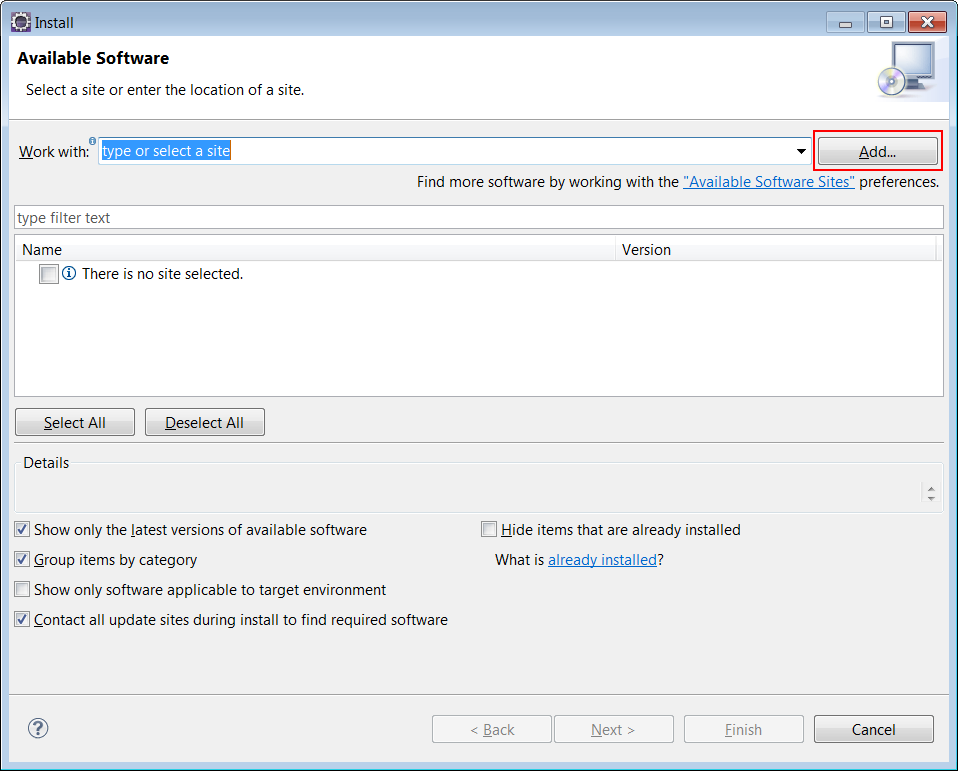 Install
Available Software
Select a site or enter the location of a site.
Work with: type or select a site Add...
Find more software by working with the "Available Software Sites" preferences.
type filter text
Name Version
There is no site selected.
Select All Deselect All
Details
Show only the latest versions of available software Hide items that are already installed
Group items by category What is already installed?
Show only software applicable to target environment
Contact all update sites during install to find required software
? < Back Next > Finish Cancel